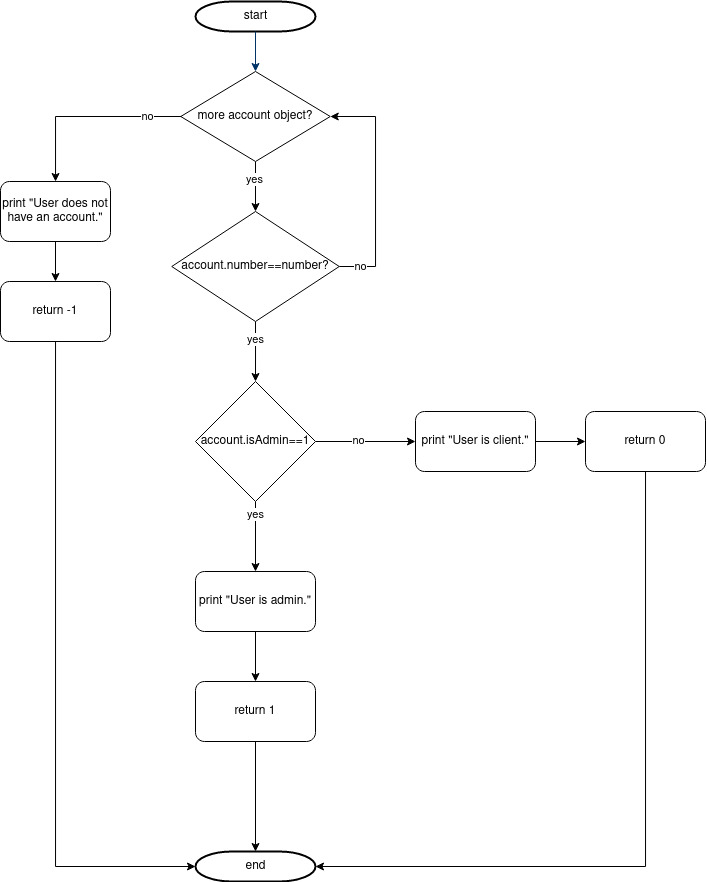 start
more account object?
no
yes
print "User does not
have an account."
account.number==number?
no
return -1
yes
account.isAdmin==1
no
print "User is client."
return 0
yes
print "User is admin."
return 1
end